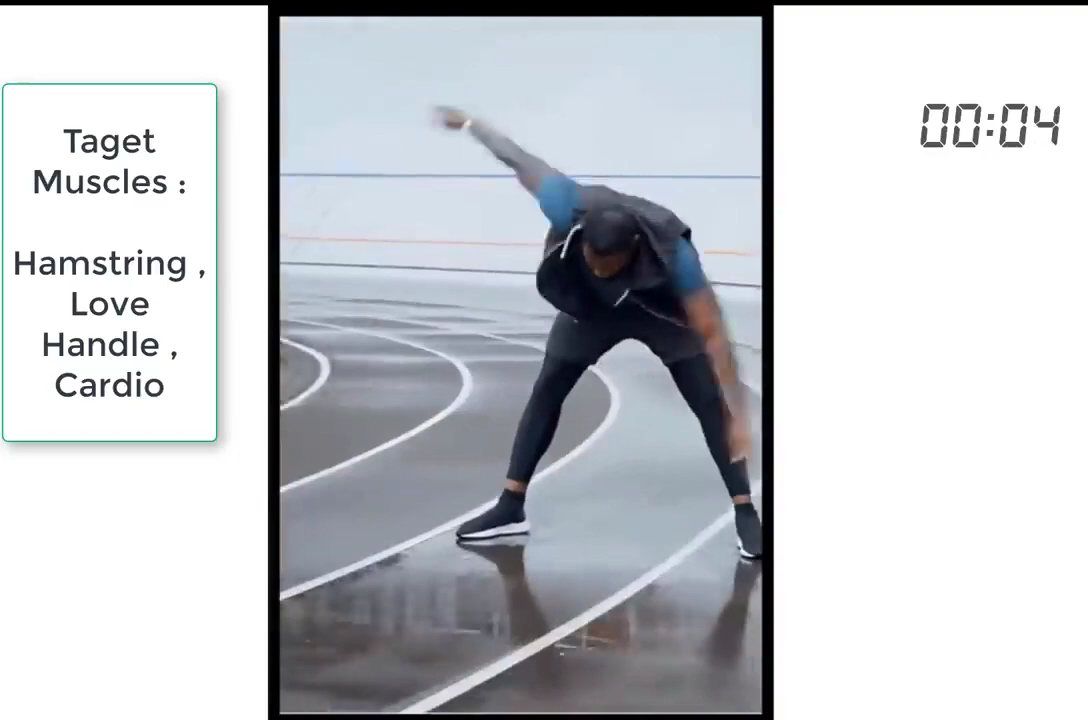 Taget
Muscles :
Hamstring ,
Love
Handle ,
Cardio
00:04